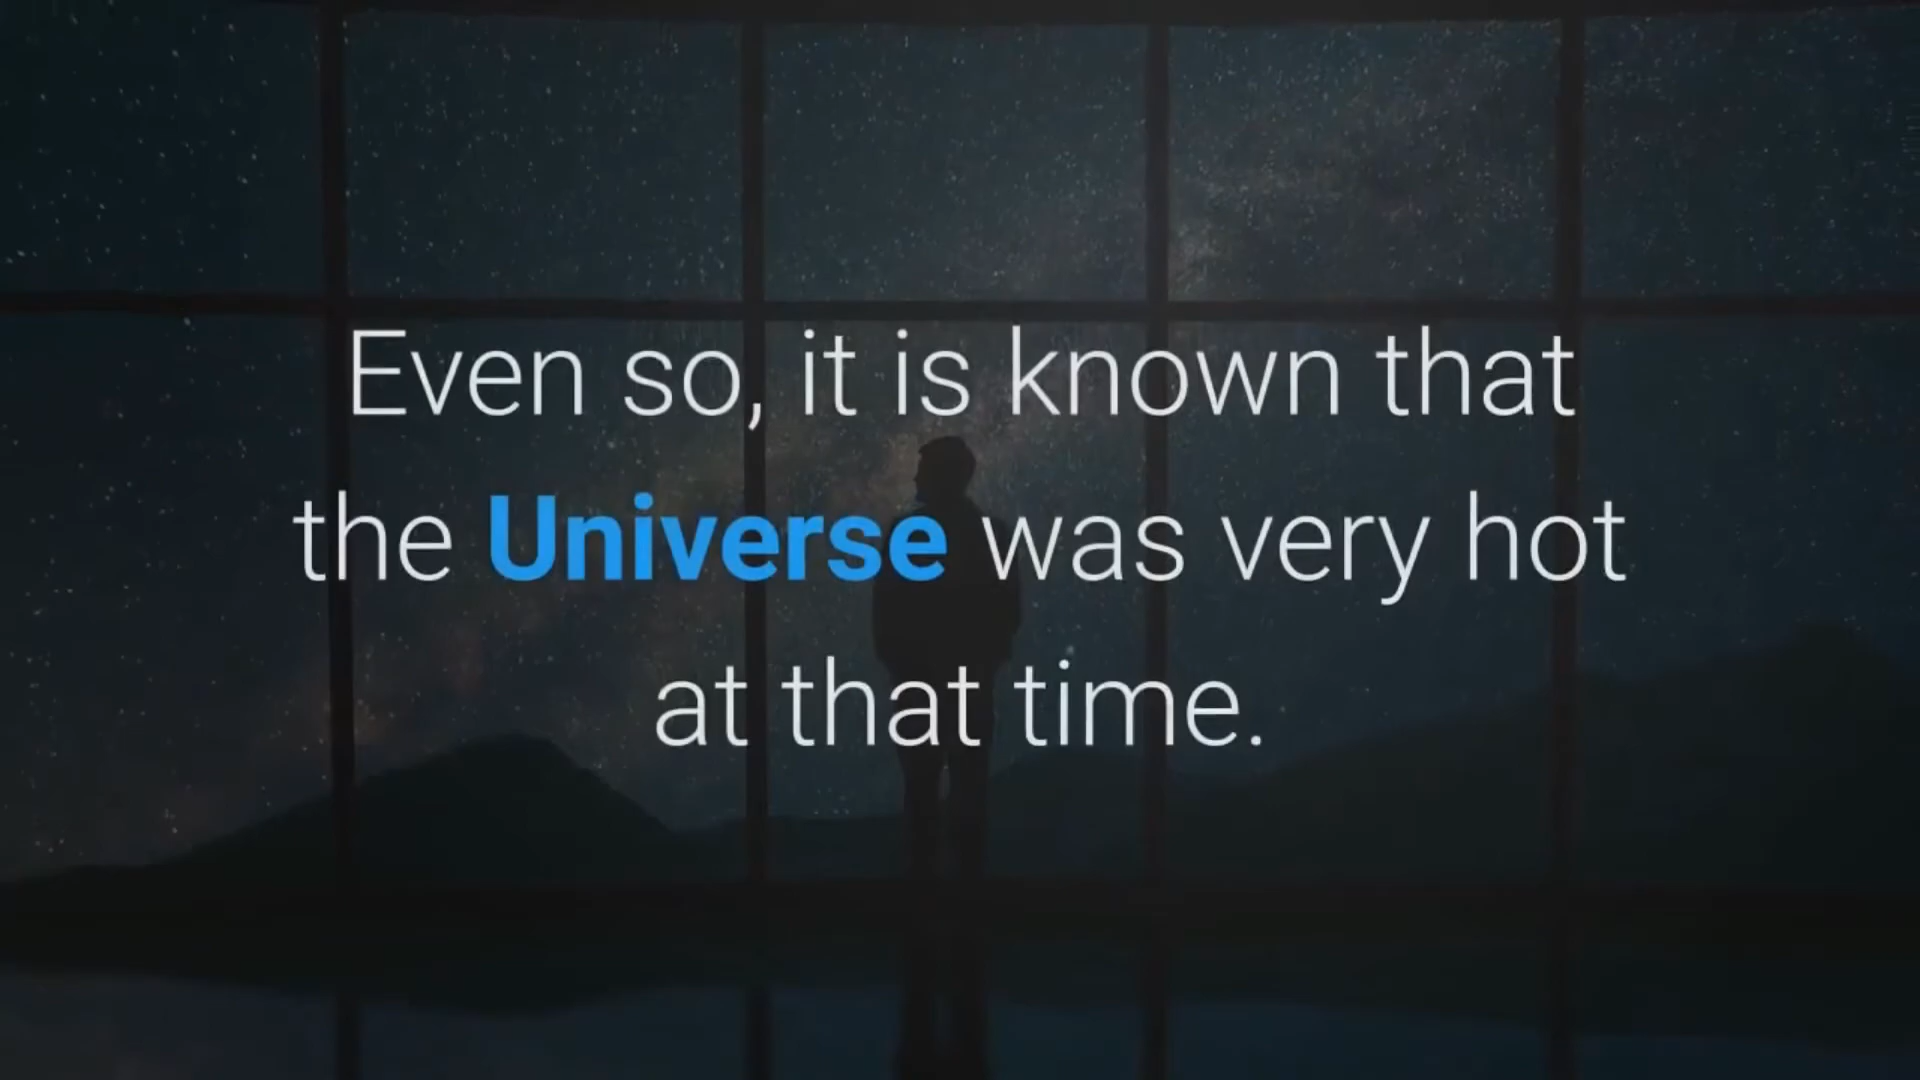 Even so, it is known that
the Universe was very hot
at that time.